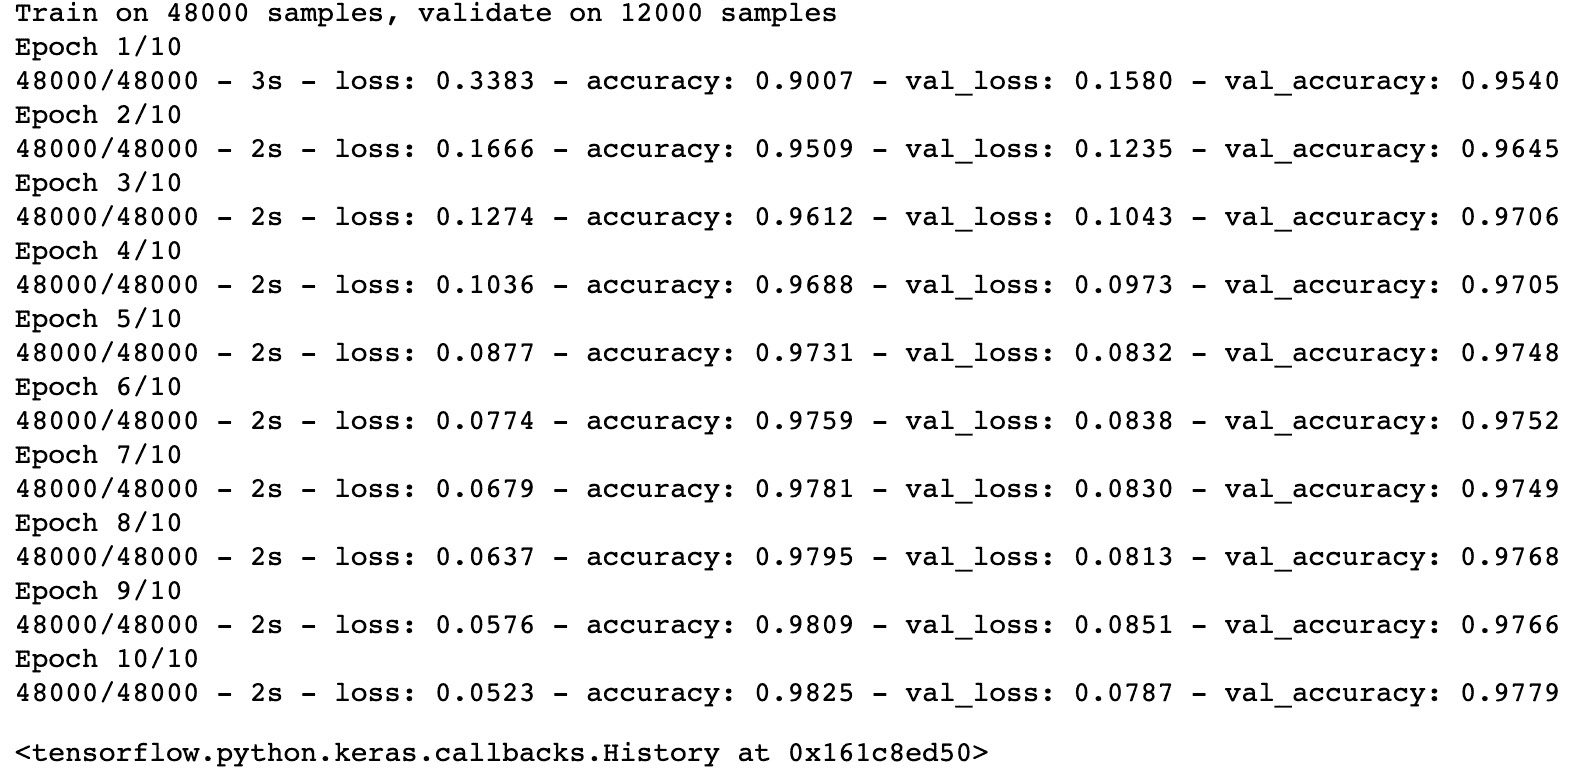 Train on 48000 samples, validate on 12000 samples
Epoch 1/10
48000/48000 - 3s - loss: 0.3383 - accuracy: 0.9007 - val_loss: 0.1580 - val_accuracy: 0.9540
Epoch 2/10
48000/48000 - 2s - loss: 0.1666 - accuracy: 0.9509 - val_loss: 0.1235 - val_accuracy: 0.9645
Epoch 3/10
48000/48000 - 2s - loss: 0.1274 - accuracy: 0.9612 - val_loss: 0.1043 - val_accuracy: 0.9706
Epoch 4/10
48000/48000 - 2s - loss: 0.1036 - accuracy: 0.9688 - val_loss: 0.0973 - val_accuracy: 0.9705
Epoch 5/10
48000/48000 - 2s - loss: 0.0877 - accuracy: 0.9731 - val_loss: 0.0832 - val_accuracy: 0.9748
Epoch 6/10
48000/48000 - 2s - loss: 0.0774 - accuracy: 0.9759 - val_loss: 0.0838 - val_accuracy: 0.9752
Epoch 7/10
48000/48000 - 2s - loss: 0.0679 - accuracy: 0.9781 - val_loss: 0.0830 - val_accuracy: 0.9749
Epoch 8/10
48000/48000 - 2s - loss: 0.0637 - accuracy: 0.9795 - val_loss: 0.0813 - val_accuracy: 0.9768
Epoch 9/10
48000/48000 - 2s - loss: 0.0576 - accuracy: 0.9809 - val_loss: 0.0851 - val_accuracy: 0.9766
Epoch 10/10
48000/48000 - 2s - loss: 0.0523 - accuracy: 0.9825 - val_loss: 0.0787 - val_accuracy: 0.9779
<tensorflow.python.keras.callbacks.History at 0x161c8ed50>